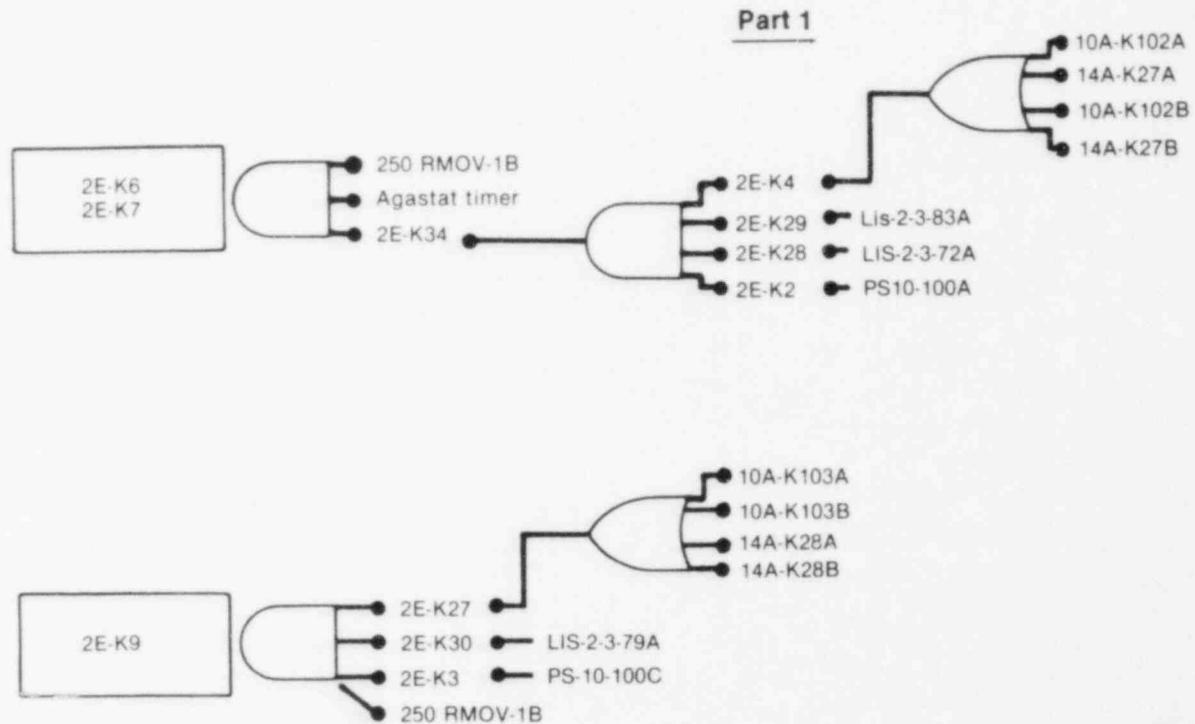 Part 1
10A-K102A
14A-K27A
10A-K102B
14A-K27B
2E-K6
2E-K7
250 RMOV-1B
Agastat timer
2E-K34
2E-K4
2E-K29
Lis-2-3-83A
2E-K28
LIS-2-3-72A
2E-K2
PS10-100A
10A-K103A
10A-K103B
14A-K28A
14A-K28B
2E-K9
2E-K27
2E-K30
LIS-2-3-79A
2E-K3
PS-10-100C
250 RMOV-1B